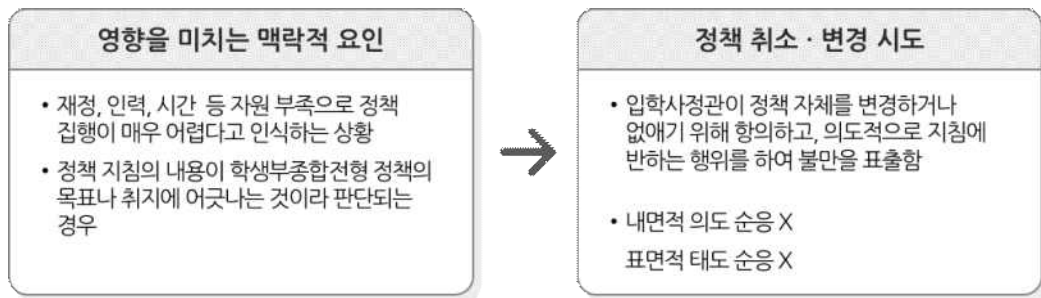 영향을 미치는 맥락적 요인
• 재정, 인력, 시간 등 자원 부족으로 정책
집행이 매우 어렵다고 인식하는 상황
• 정책 지침의 내용이 학생부종합전형 정책의
목표나 취지에 어긋나는 것이라 판단되는
경우
정책 취소 · 변경 시도
• 입학사정관이 정책 자체를 변경하거나
없애기 위해 항의하고, 의도적으로 지침에
반하는 행위를 하여 불만을 표출함
• 내면적 의도 순응 X
표면적 태도 순응 X